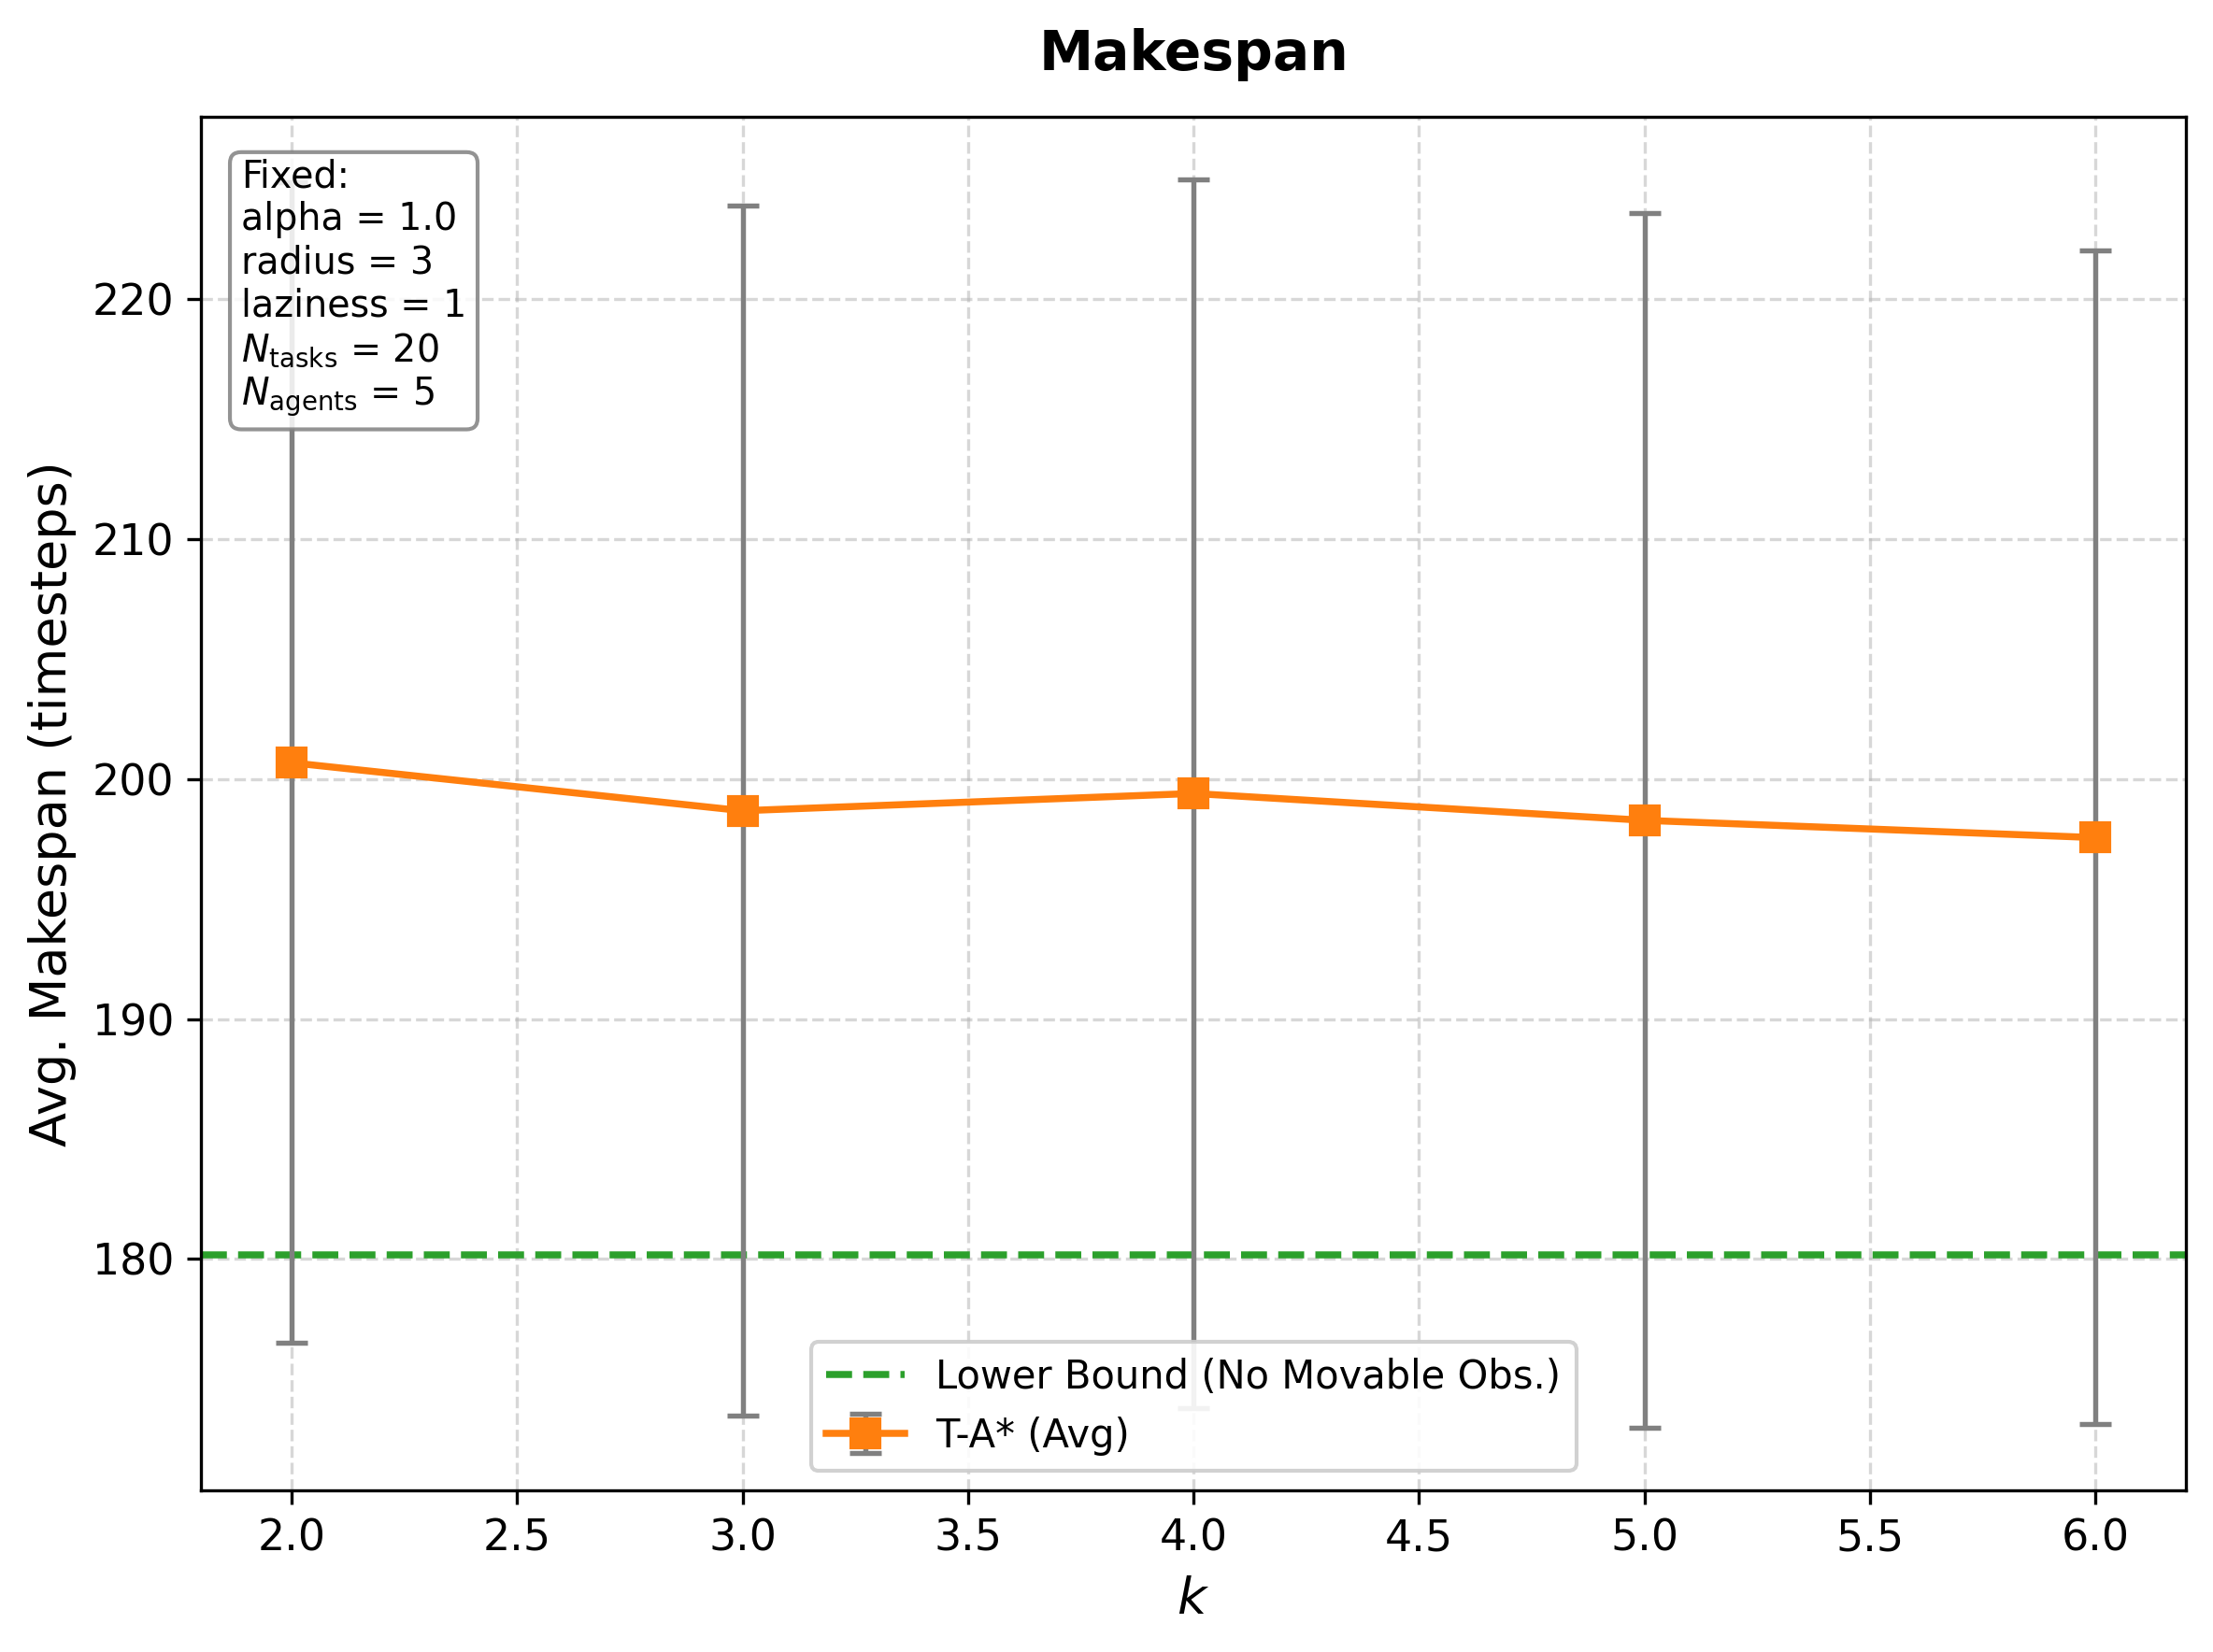 Makespan
Fixed:
alpha = 1.0
radius = 3
laziness = 1
N_tasks = 20
N_agents = 5
220
210
200
190
180
Avg. Makespan (timesteps)
Lower Bound (No Movable Obs.)
T-A* (Avg)
2.0 2.5 3.0 3.5 4.0 4.5 5.0 5.5 6.0
k